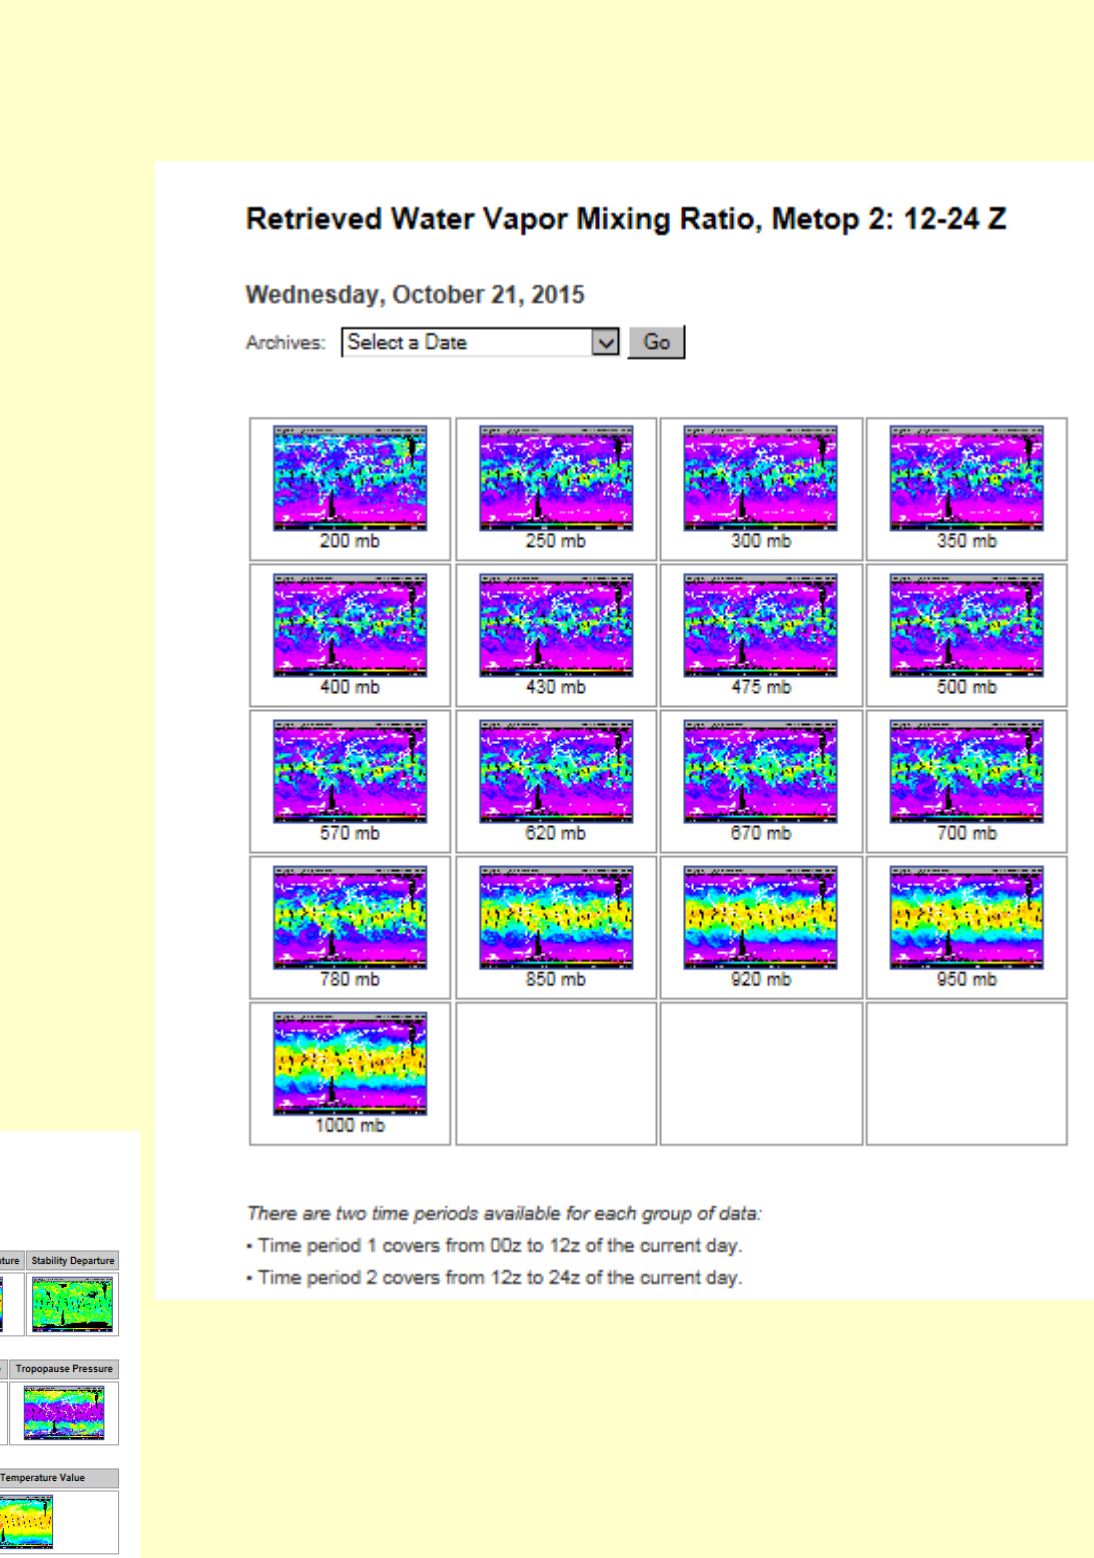 Retrieved Water Vapor Mixing Ratio, Metop 2: 12-24 Z
Wednesday, October 21, 2015
Archives: Select a Date Go
200 mb 250 mb 300 mb 350 mb
400 mb 430 mb 475 mb 500 mb
570 mb 620 mb 670 mb 700 mb
780 mb 850 mb 920 mb 950 mb
1000 mb
There are two time periods available for each group of data:
• Time period 1 covers from 00z to 12z of the current day.
• Time period 2 covers from 12z to 24z of the current day.
Stability Departure
Tropopause Pressure
Temperature Value